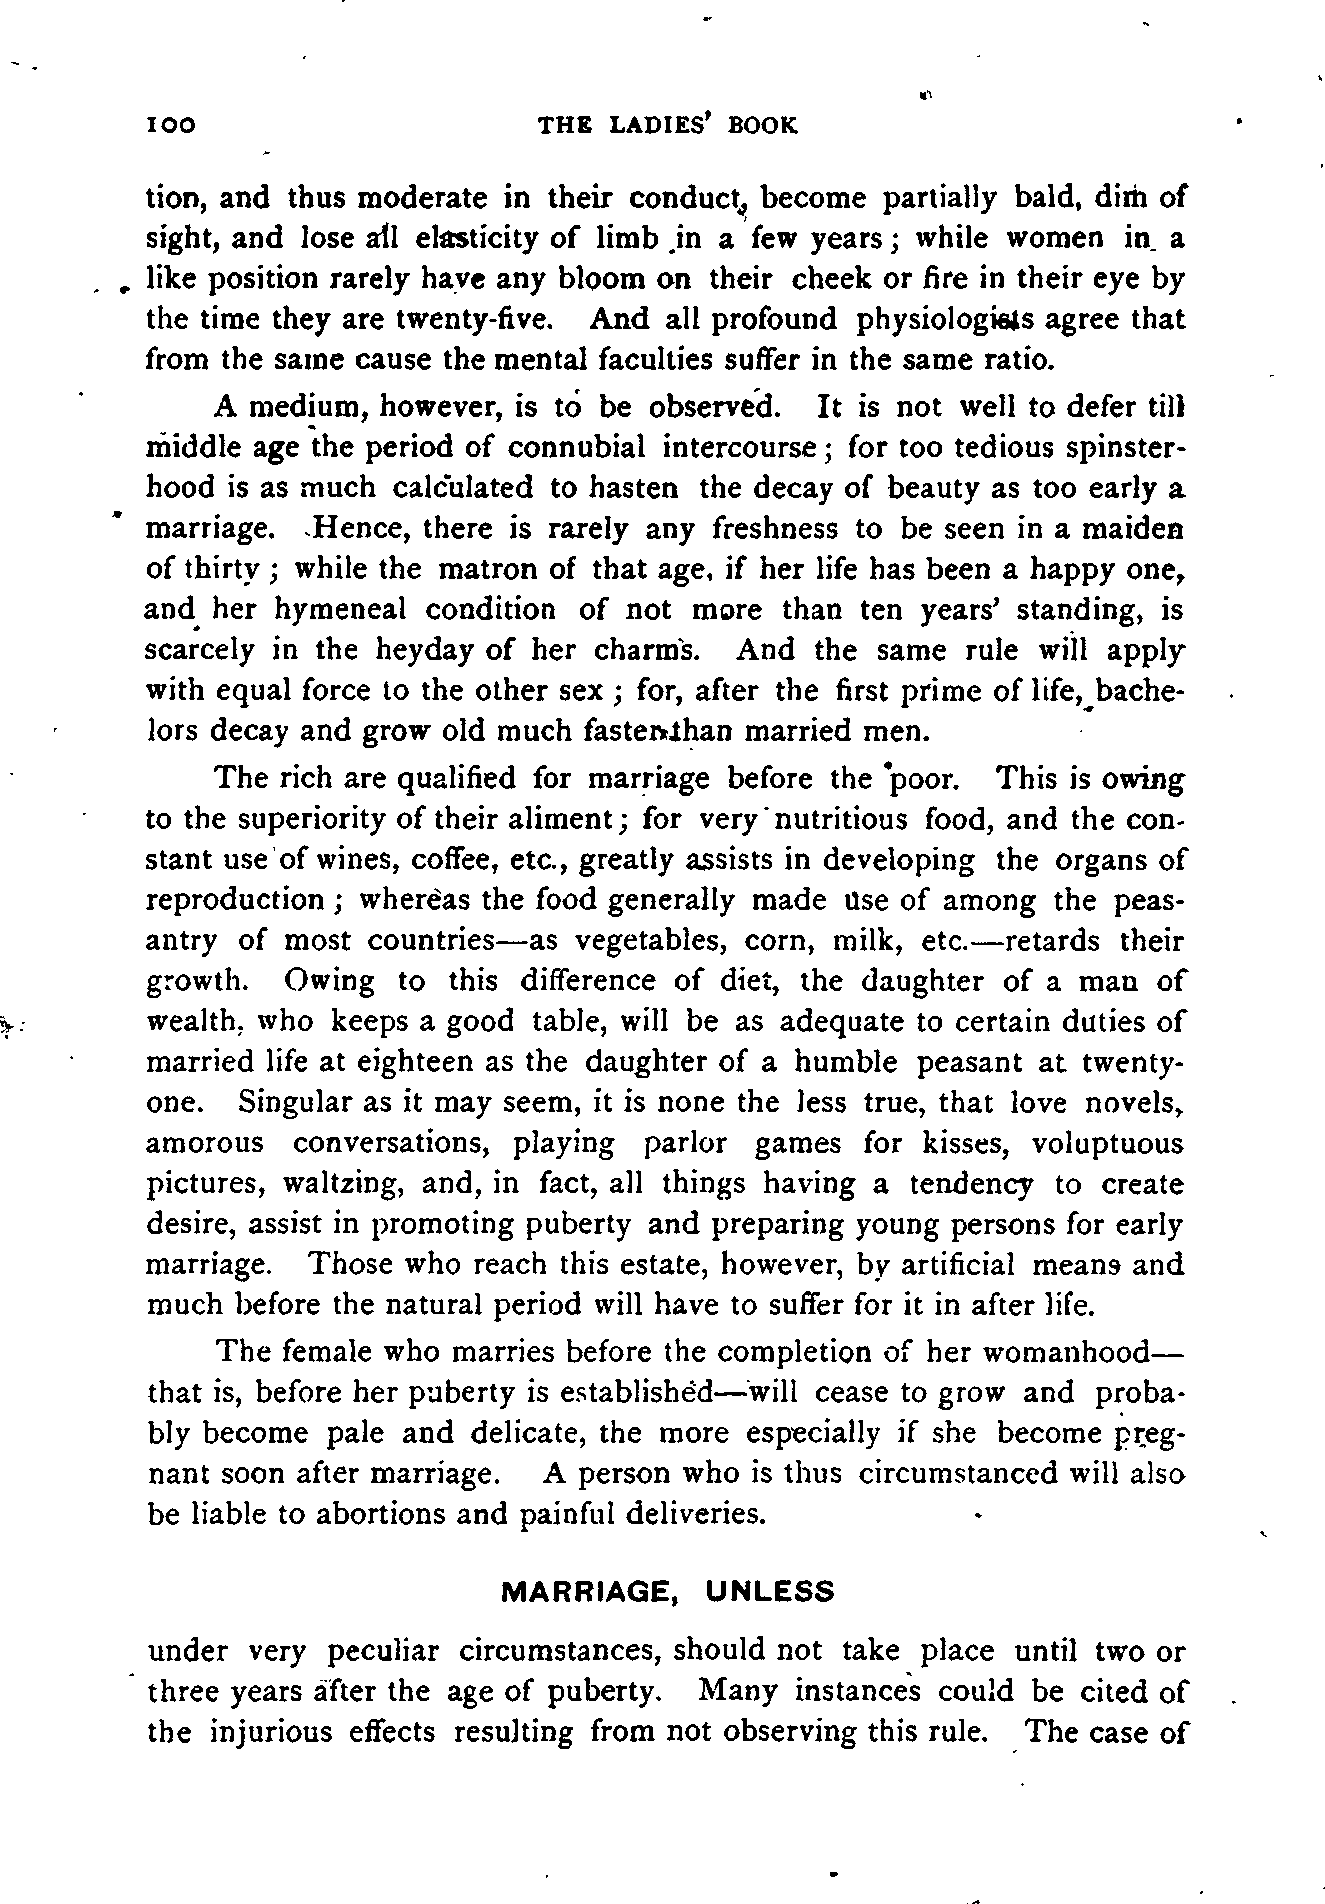 100 THE LADIES' BOOK
tion, and thus moderate in their conduct, become partially bald, dim of
sight, and lose all elasticity of limb in a few years; while women in a
like position rarely have any bloom on their cheek or fire in their eye by
the time they are twenty-five. And all profound physiologists agree that
from the same cause the mental faculties suffer in the same ratio.
A medium, however, is to be observed. It is not well to defer till
middle age the period of connubial intercourse; for too tedious spinster-
hood is as much calculated to hasten the decay of beauty as too early a
marriage. Hence, there is rarely any freshness to be seen in a maiden
of thirty; while the matron of that age, if her life has been a happy one,
and her hymeneal condition of not more than ten years' standing, is
scarcely in the heyday of her charms. And the same rule will apply
with equal force to the other sex; for, after the first prime of life, bache-
lors decay and grow old much faster than married men.
The rich are qualified for marriage before the poor. This is owing
to the superiority of their aliment; for very nutritious food, and the con-
stant use of wines, coffee, etc., greatly assists in developing the organs of
reproduction; whereas the food generally made use of among the peas-
antry of most countries—as vegetables, corn, milk, etc.—retards their
growth. Owing to this difference of diet, the daughter of a man of
wealth, who keeps a good table, will be as adequate to certain duties of
married life at eighteen as the daughter of a humble peasant at twenty-
one. Singular as it may seem, it is none the less true, that love novels,
amorous conversations, playing parlor games for kisses, voluptuous
pictures, waltzing, and, in fact, all things having a tendency to create
desire, assist in promoting puberty and preparing young persons for early
marriage. Those who reach this estate, however, by artificial means and
much before the natural period will have to suffer for it in after life.
The female who marries before the completion of her womanhood—
that is, before her puberty is established—will cease to grow and proba-
bly become pale and delicate, the more especially if she become preg-
nant soon after marriage. A person who is thus circumstanced will also
be liable to abortions and painful deliveries.
MARRIAGE, UNLESS
under very peculiar circumstances, should not take place until two or
three years after the age of puberty. Many instances could be cited of
the injurious effects resulting from not observing this rule. The case of